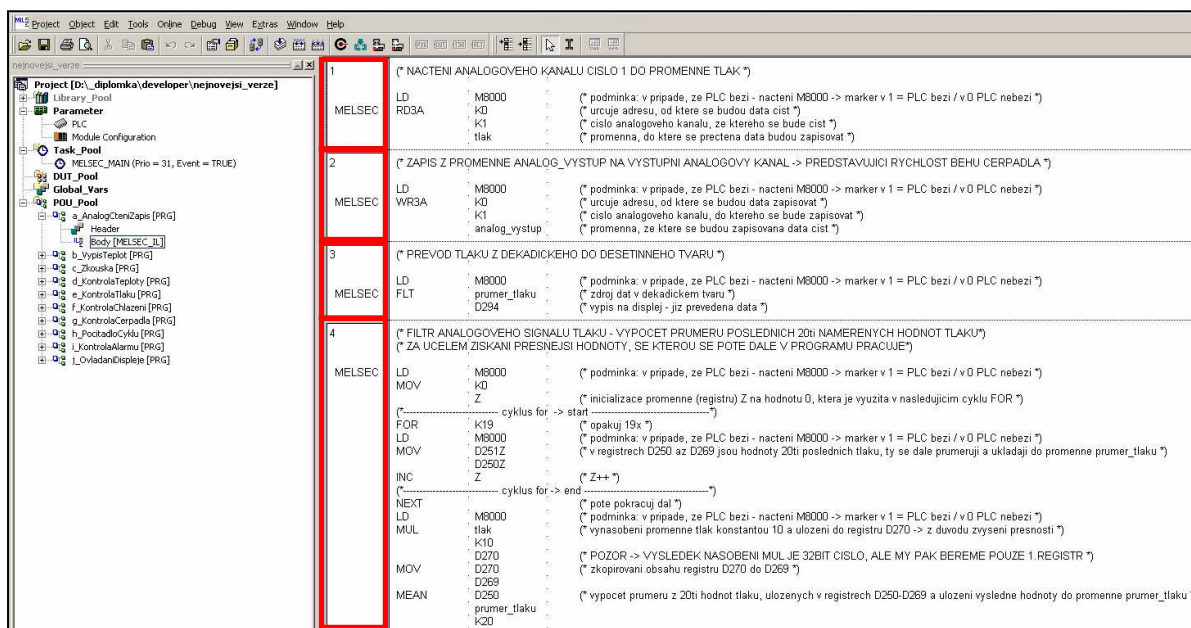 Project Object Edit Tools Online Debug View Extras Window Help
nejnovejsi_verze
Project [D:\_diplomka\developer\nejnovejsi_verze]
Library_Pool
Parameter
PLC
Module Configuration
Task_Pool
MELSEC_MAIN (Prio = 31, Event = TRUE)
DUT_Pool
Global_Vars
POU_Pool
a_AnalogCteniZapis [PRG]
Header
Body [MELSEC_IL]
b_VypisTeplot [PRG]
c_Zkouska [PRG]
d_KontrolaTeploty [PRG]
e_KontrolaTlaku [PRG]
f_KontrolaChlazeni [PRG]
g_KontrolaCerpadla [PRG]
h_PocitadloCyklu [PRG]
i_KontrolaAlarmu [PRG]
j_OvladaniDispleje [PRG]
1
MELSEC
(* NACTENI ANALOGOVEHO KANALU CISLO 1 DO PROMENNE TLAK *)
LD M8000 (* podminka: v pripade, ze PLC bezi - nacteni M8000 -> marker v 1 = PLC bezi / v 0 PLC nebezi *)
RD3A K0 (* urcuje adresu, od ktere se budou data cist *)
K1 (* cislo analogoveho kanalu, ze ktereho se bude cist *)
tlak (* promenna, do ktere se prectena data budou zapisovat *)
2
MELSEC
(* ZAPIS Z PROMENNE ANALOG_VYSTUP NA VYSTUPNI ANALOGOVY KANAL -> PREDSTAVUJICI RYCHLOST BEHU CERPADLA *)
LD M8000 (* podminka: v pripade, ze PLC bezi - nacteni M8000 -> marker v 1 = PLC bezi / v 0 PLC nebezi *)
WR3A K0 (* urcuje adresu, od ktere se budou data zapisovat *)
K1 (* cislo analogoveho kanalu, do ktereho se bude zapisovat *)
analog_vystup (* promenna, ze ktere se budou zapisovana data cist *)
3
MELSEC
(* PREVOD TLAKU Z DEKADICKEHO DO DESETINNEHO TVARU *)
LD M8000 (* podminka: v pripade, ze PLC bezi - nacteni M8000 -> marker v 1 = PLC bezi / v 0 PLC nebezi *)
FLT prumer_tlaku (* zdroj dat v dekadickem tvaru *)
D294 (* vypis na displej - jiz prevedena data *)
4
MELSEC
(* FILTR ANALOGOVEHO SIGNALU TLAKU - VYPOCET PRUMERU POSLEDNICH 20ti NAMERENYCH HODNOT TLAKU*)
(* ZA UCELEM ZISKANI PRESNEJSI HODNOTY, SE KTEROU SE POTE DALE V PROGRAMU PRACUJE*)
LD M8000 (* podminka: v pripade, ze PLC bezi - nacteni M8000 -> marker v 1 = PLC bezi / v 0 PLC nebezi *)
MOV K0
Z (* inicializace promenne (registru) Z na hodnotu 0, ktera je vyuzita v nasledujicim cyklu FOR *)
(*---------------------------- cyklus for -> start -----------------------------------*)
FOR K19 (* opakuj 19x *)
LD M8000 (* podminka: v pripade, ze PLC bezi - nacteni M8000 -> marker v 1 = PLC bezi / v 0 PLC nebezi *)
MOV D251Z (* v registrech D250 az D269 jsou hodnoty 20ti poslednich tlaku, ty se dale prumeruji a ukladaji do promenne prumer_tlaku *)
D250Z
INC Z (* Z++ *)
(*---------------------------- cyklus for -> end -------------------------------------*)
NEXT (* pote pokracuj dal *)
LD M8000 (* podminka: v pripade, ze PLC bezi - nacteni M8000 -> marker v 1 = PLC bezi / v 0 PLC nebezi *)
MUL tlak (* vynasobeni promenne tlak konstantou 10 a ulozeni do registru D270 -> z duvodu zvyseni presnosti *)
K10
D270 (* POZOR -> VYSLEDEK NASOBENI MUL JE 32BIT CISLO, ALE MY PAK BEREME POUZE 1.REGISTR *)
MOV D270 (* zkopirovani obsahu registru D270 do D269 *)
D269
MEAN D250 (* vypocet prumeru z 20ti hodnot tlaku, ulozenych v registrech D250-D269 a ulozeni vysledne hodnoty do promenne prumer_tlaku
prumer_tlaku
K20